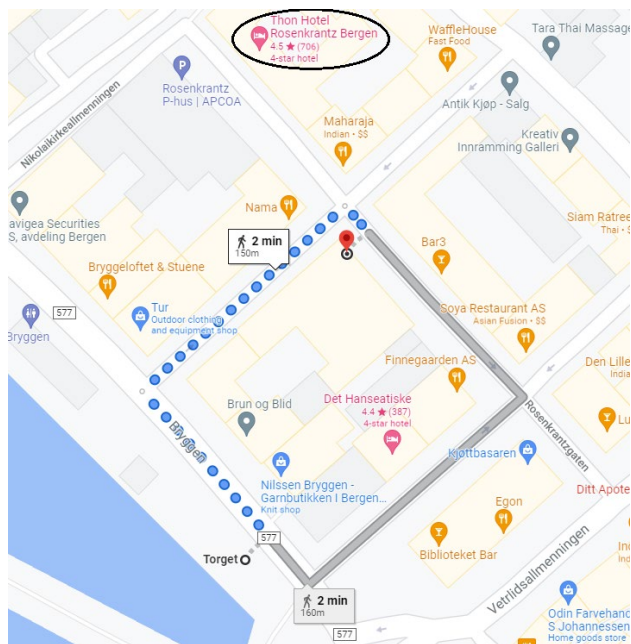 Thon Hotel
Rosenkrantz Bergen
4.5 ★ (706)
4-star hotel
WaffleHouse
Fast Food
Tara Thai Massage
Rosenkrantz
P-hus | APCOA
P
Antik Kjøp - Salg
Nikolaikirkeallmenningen
Maharaja
Indian • $$
Kreativ
Innramming Galleri
avigea Securities
S, avdeling Bergen
Nama
Siam Ratree
Thai • $
2 min
150m
Bar3
Bryggeloftet & Stuene
Tur
Outdoor clothing
and equipment shop
577
Bryggen
Soya Restaurant AS
Asian Fusion • $$
Finnegaarden AS
Den Lille
India
Det Hanseatiske
4.4 ★ (387)
4-star hotel
Brun og Blid
Rosenkrantzgaten
Lu
Bryggen
Kjøttbasaren
Nilssen Bryggen -
Garnbutikken I Bergen...
Knit shop
Ditt Apote
Egon
577
Torget
Biblioteket Bar
Vetrlidsallmenningen
Ind
2 min
160m
Odin Farvehand
S Johannessen
Home goods store
577